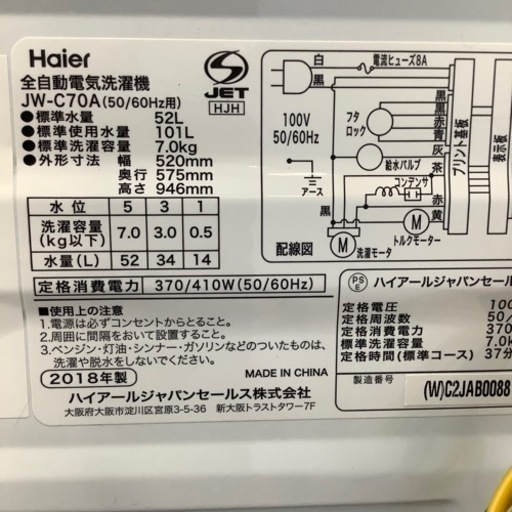 Haier
全自動電気洗濯機
JW-C70A(50/60Hz用)
S JET
HJH
●標準水量 52L
●標準使用水量 101L
●標準洗濯容量 7.0kg
●外形寸法 幅 520mm
奥行 575mm
高さ 946mm
水位 5 3 1
洗濯容量(kg以下) 7.0 3.0 0.5
水量(L) 52 34 14
定格消費電力 370/410W(50/60Hz)
■使用上の注意
1.電源は必ずコンセントからとること。
2.周囲に間隔をおいて設置すること。
3.ベンジン・灯油・シンナー・ガソリンなどのついたものは、
洗濯や脱水をしないでください。
2018年製
MADE IN CHINA
ハイアールジャパンセールス株式会社
大阪府大阪市淀川区宮原3-5-36 新大阪トラストタワー7F
白
電流ヒューズ8A
黒
100V
50/60Hz
アース
フタロック
黒
黒
赤
青
灰
給水バルブ
茶
コンデンサ
赤
黄
黒
M
洗濯モータ
M
トルクモーター
プリント基板
表示板
配線図
PS
E
ハイアールジャパンセール
定格電圧 100
定格周波数 50/
定格消費電力 370
定格洗濯容量 7.0k
定格時間(標準コース) 37分
製造番号
(W)C2JAB0088